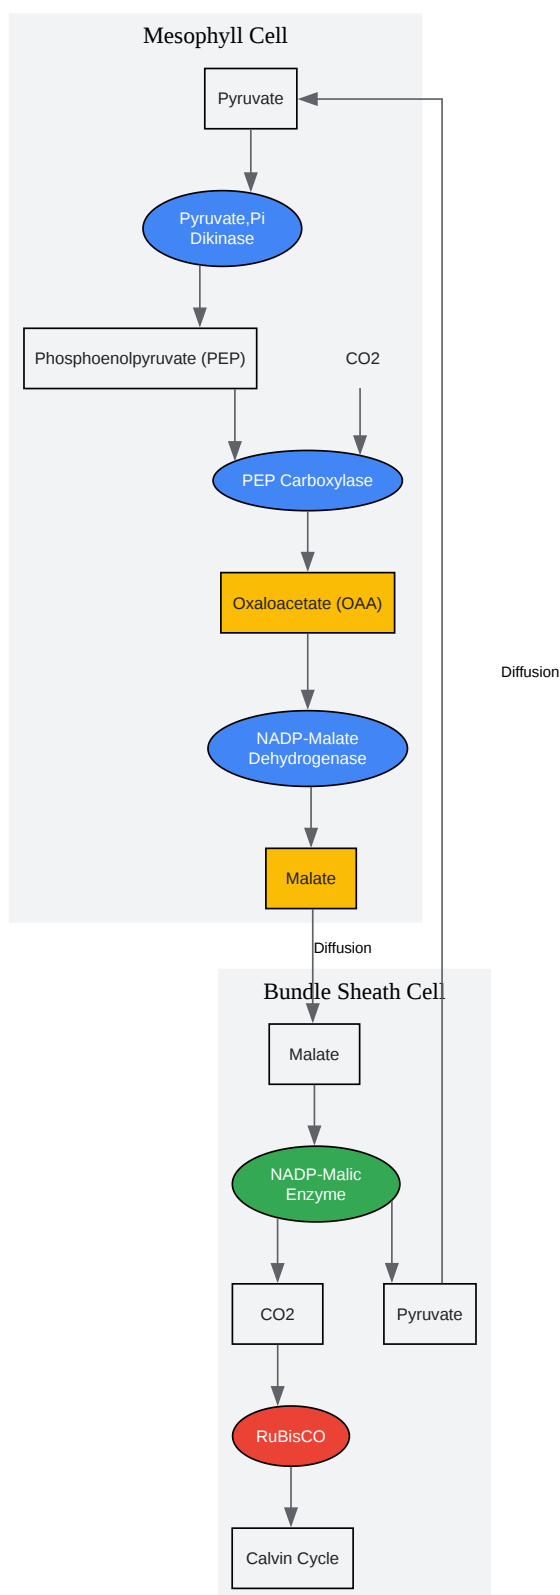 Mesophyll Cell
Pyruvate
Pyruvate,Pi
Dikinase
Phosphoenolpyruvate (PEP)
CO2
PEP Carboxylase
Oxaloacetate (OAA)
Diffusion
NADP-Malate
Dehydrogenase
Malate
Diffusion
Bundle Sheath Cell
Malate
NADP-Malic
Enzyme
CO2
Pyruvate
RuBisCO
Calvin Cycle